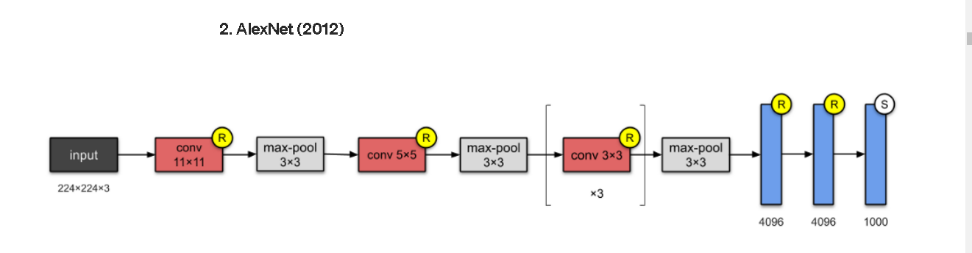 2. AlexNet (2012)
R
R
R
R
R
S
input
conv
11×11
max-pool
3×3
conv 5×5
max-pool
3×3
conv 3×3
max-pool
3×3
224×224×3
×3
4096
4096
1000